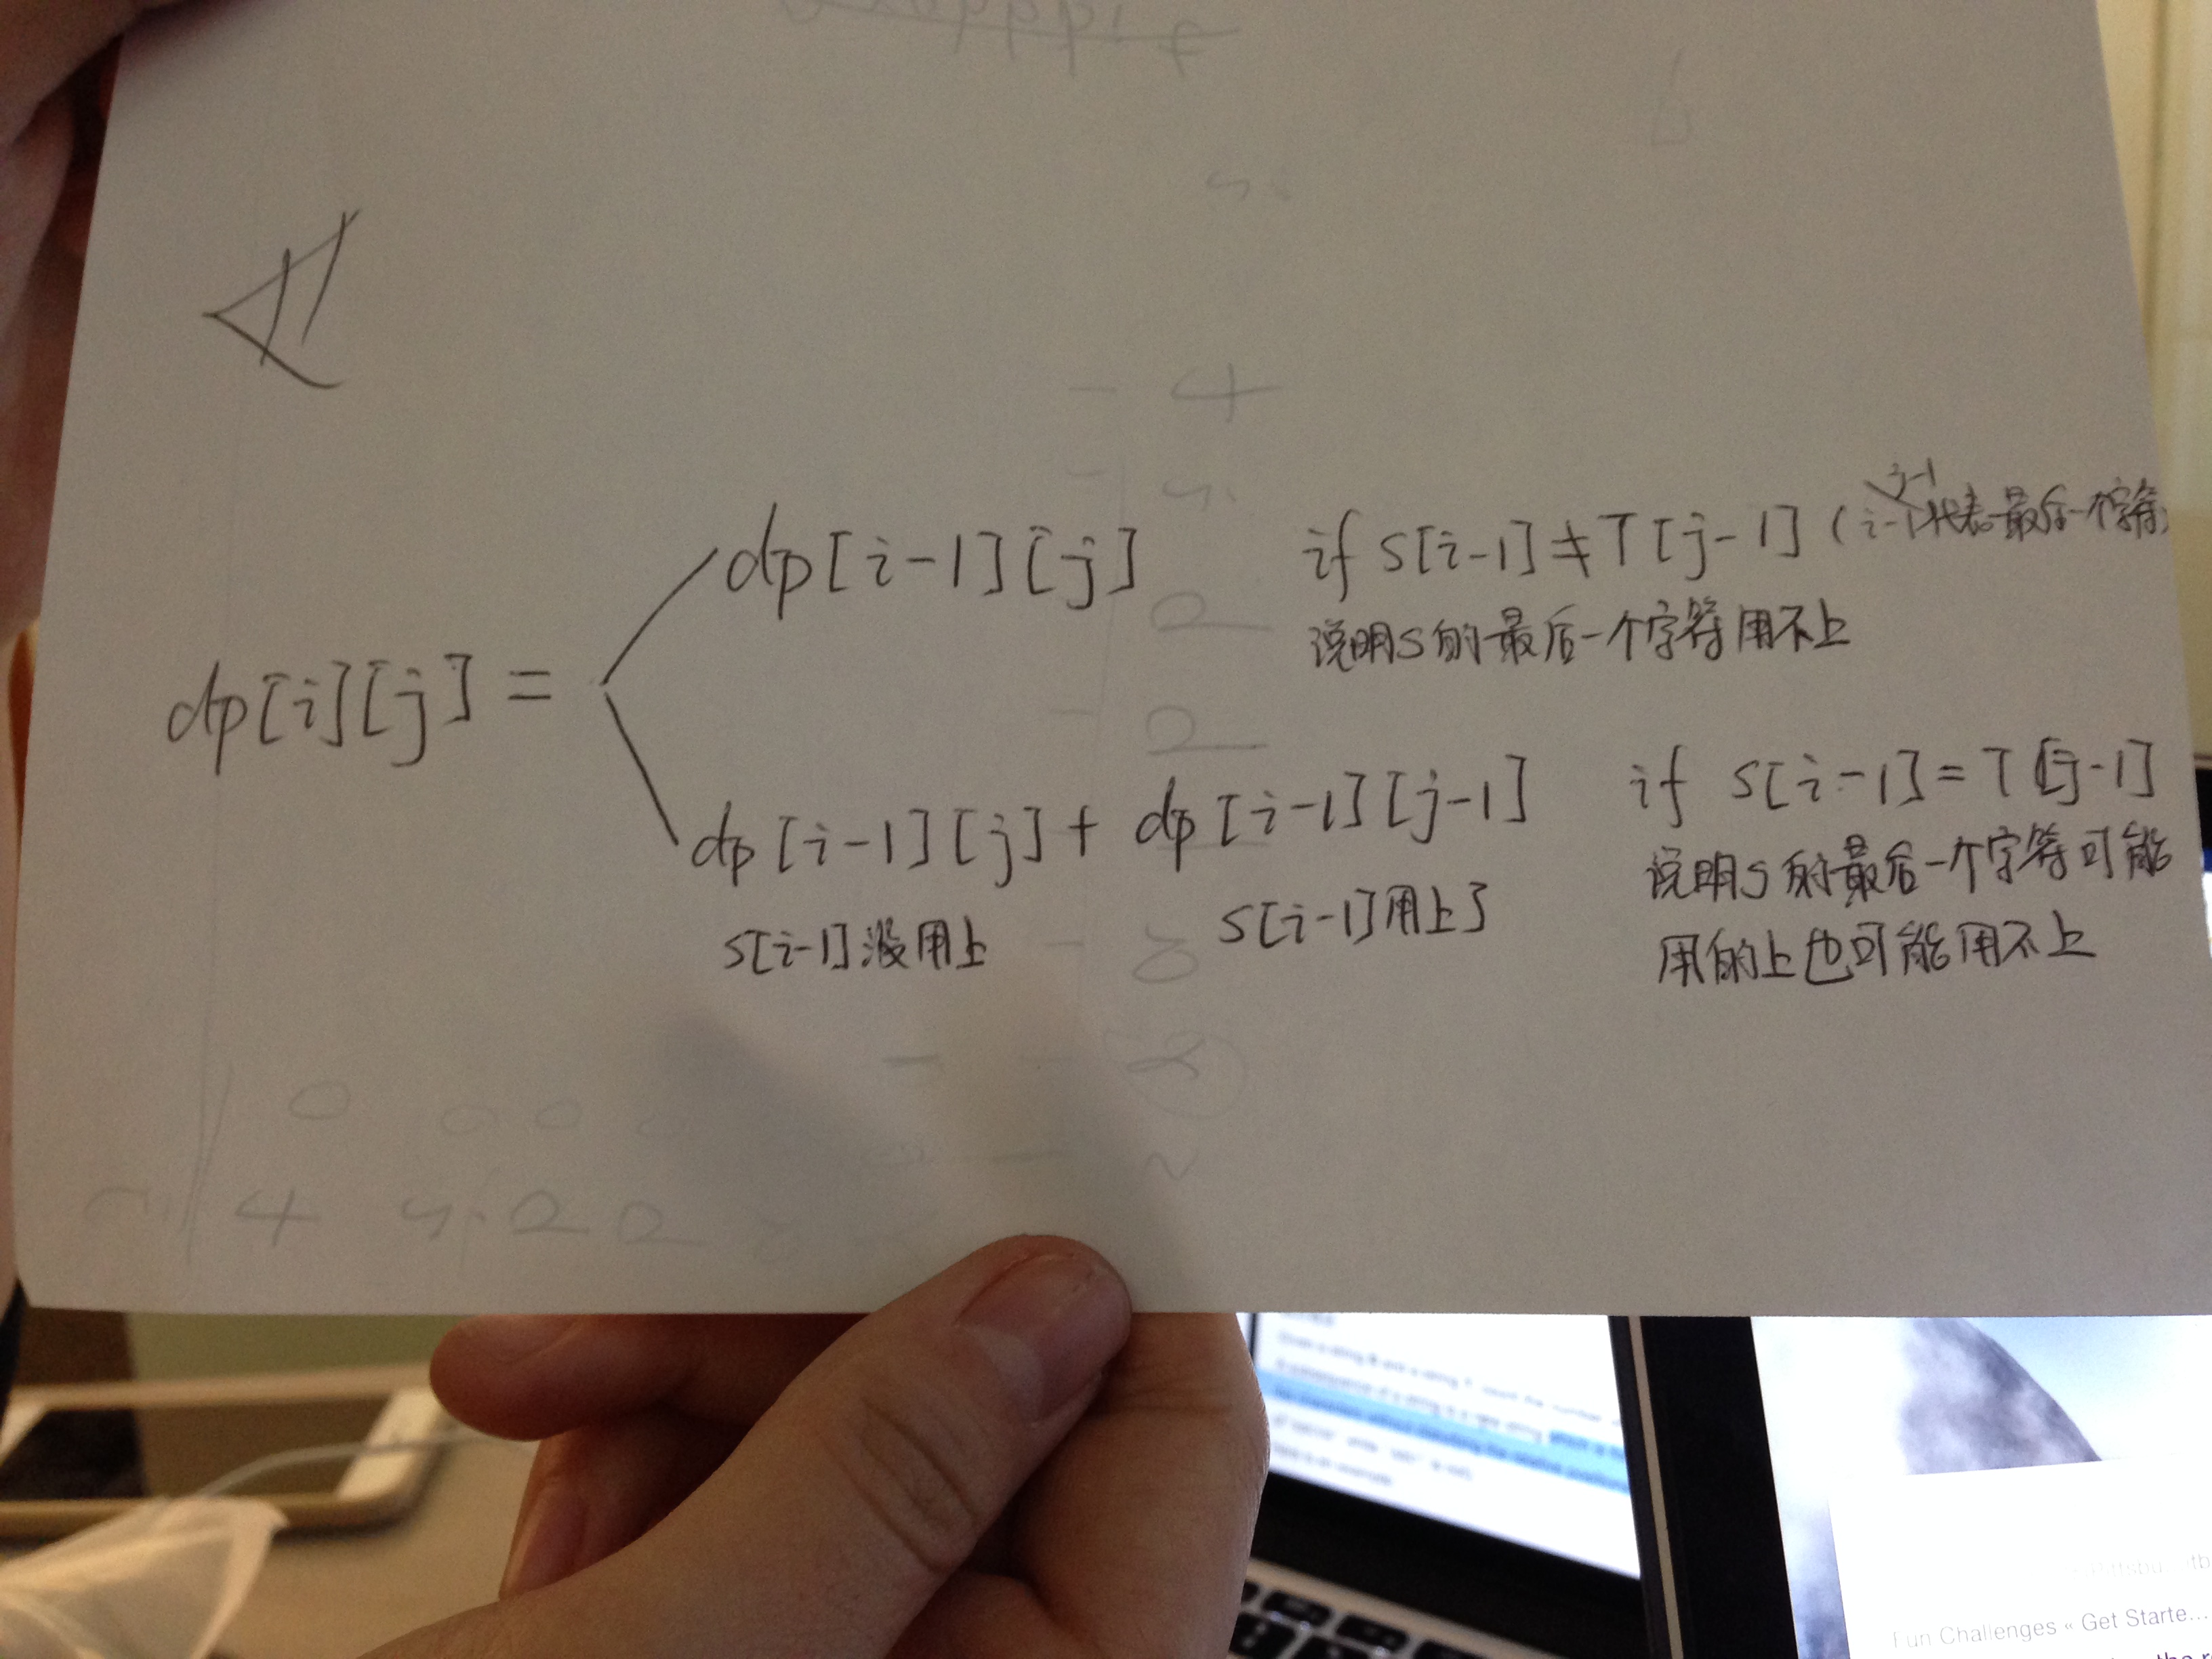 dp[i-1][j] if S[i-1]≠T[j-1] (i-1代表最后一个字符)
j-1
说明S的最后一个字符用不上
dp[i][j] =
dp[i-1][j] + dp[i-1][j-1] if S[i-1]=T[j-1]
S[i-1]没用上 S[i-1]用上了 说明S的最后一个字符可能
用的上也可能用不上
Fun Challenges « Get Starte...